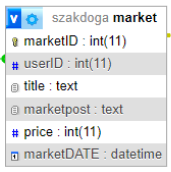 v szakdoga market
marketID : int(11)
# userID : int(11)
title : text
marketpost : text
# price : int(11)
marketDATE : datetime